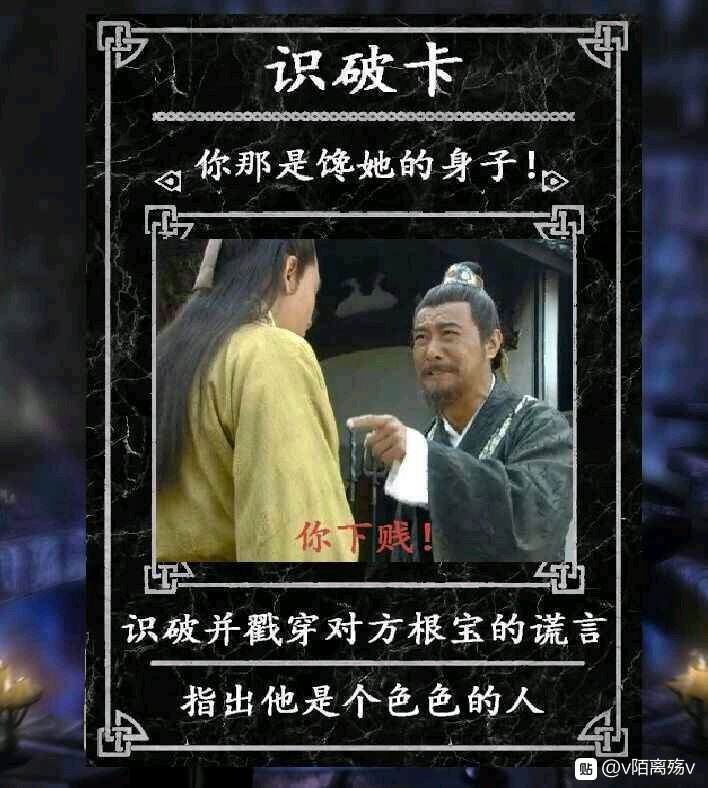 识破卡
你那是馋她的身子！
你下贱！
识破并戳穿对方根宝的谎言
指出他是个色色的人
贴 @v陌离殇v